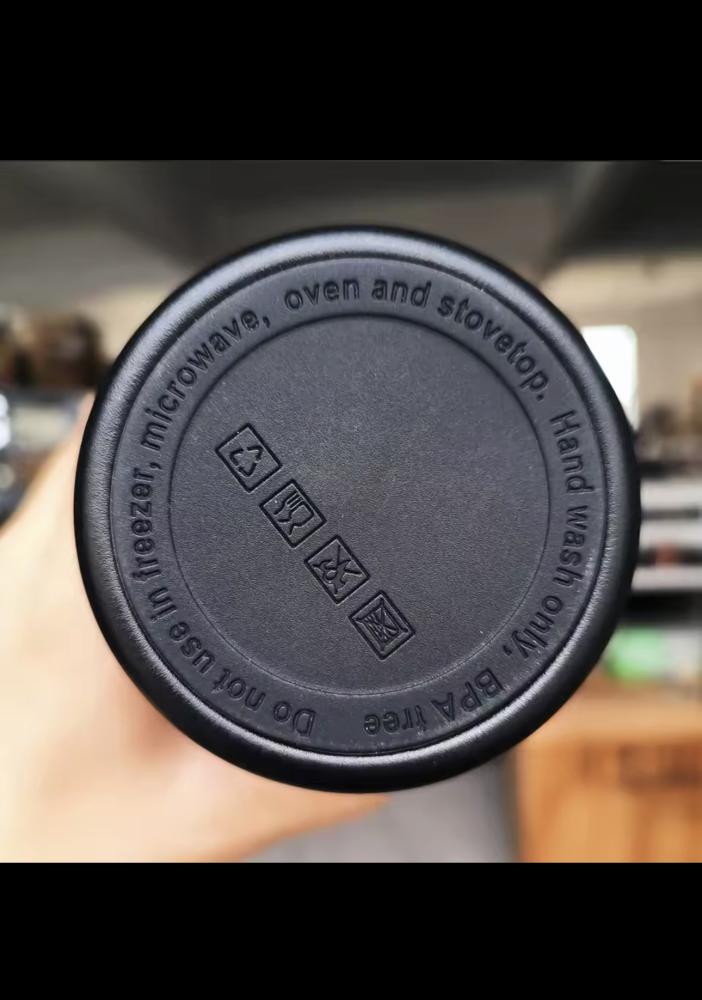 Do not use in freezer, microwave, oven and stovetop. Hand wash only, BPA free